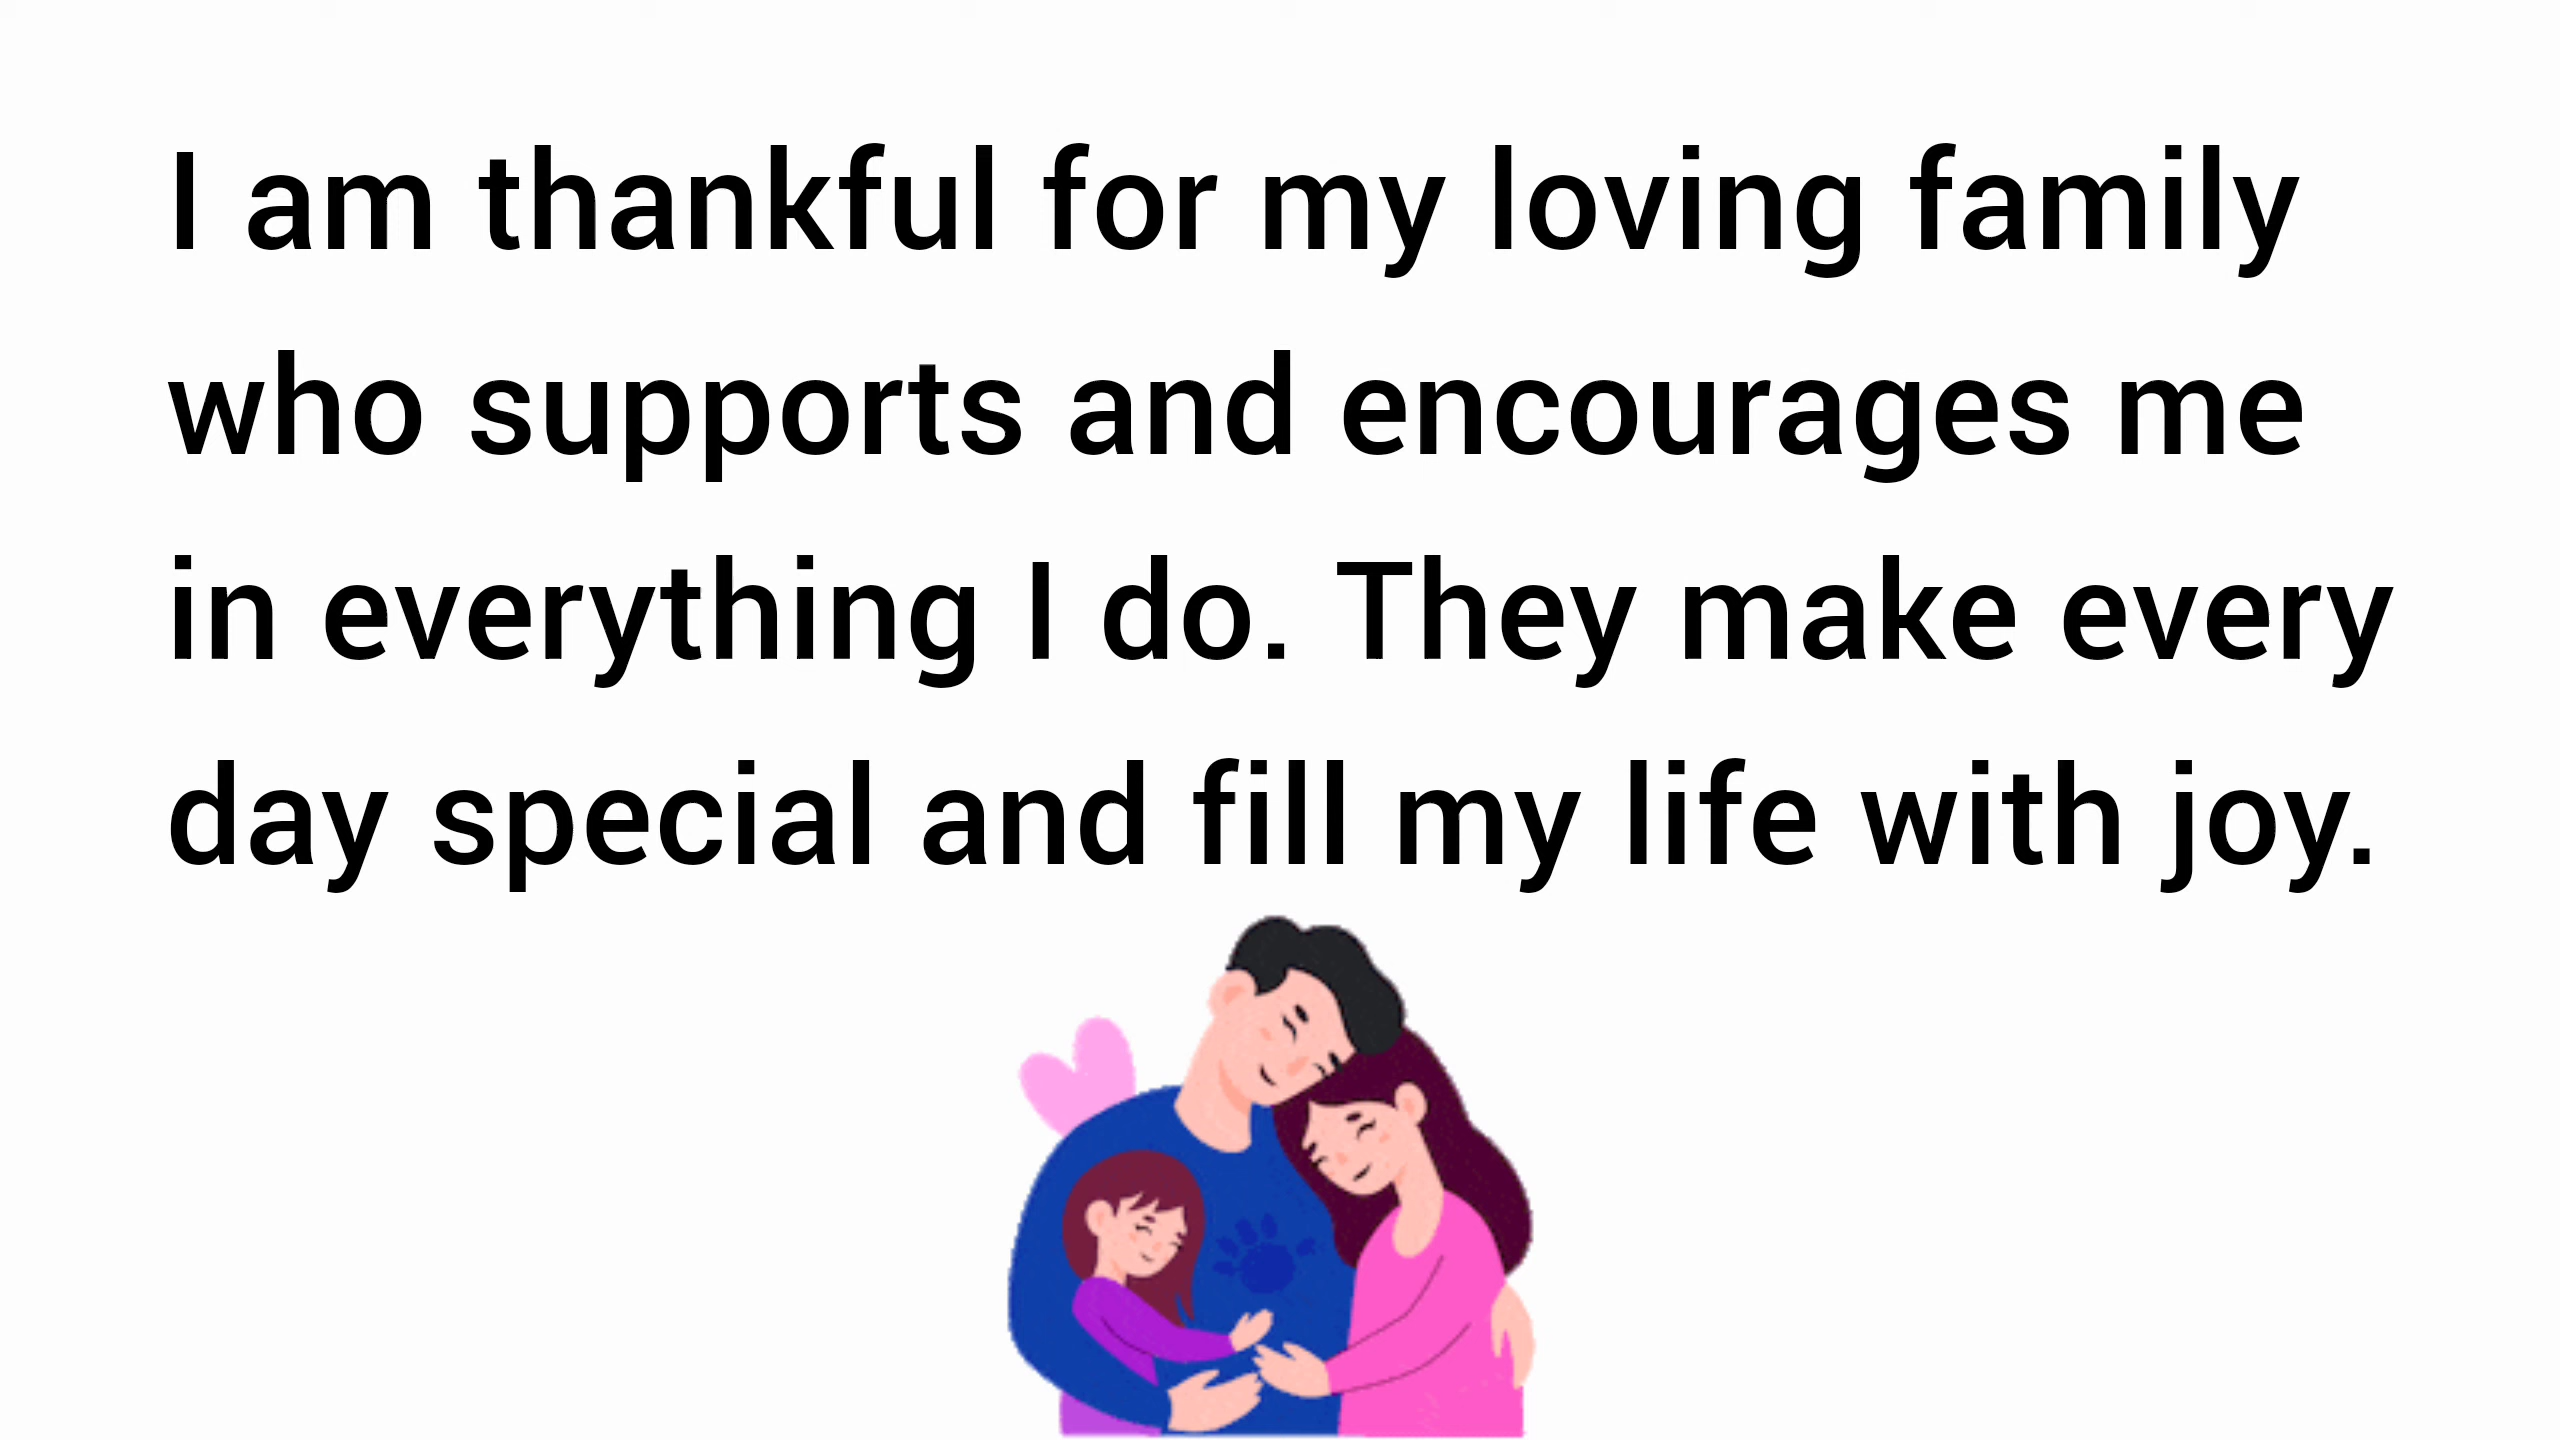 I am thankful for my loving family
who supports and encourages me
in everything I do. They make every
day special and fill my life with joy.